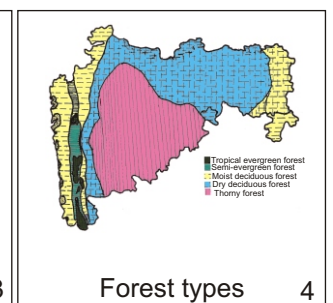 Tropical evergreen forest
Semi-evergreen forest
Moist deciduous forest
Dry deciduous forest
Thorny forest
3
Forest types 4